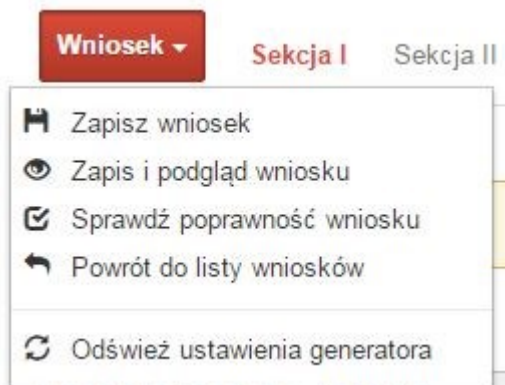 Wniosek
Sekcja I
Sekcja II
Zapisz wniosek
Zapis i podgląd wniosku
Sprawdź poprawność wniosku
Powrót do listy wniosków
Odśwież ustawienia generatora